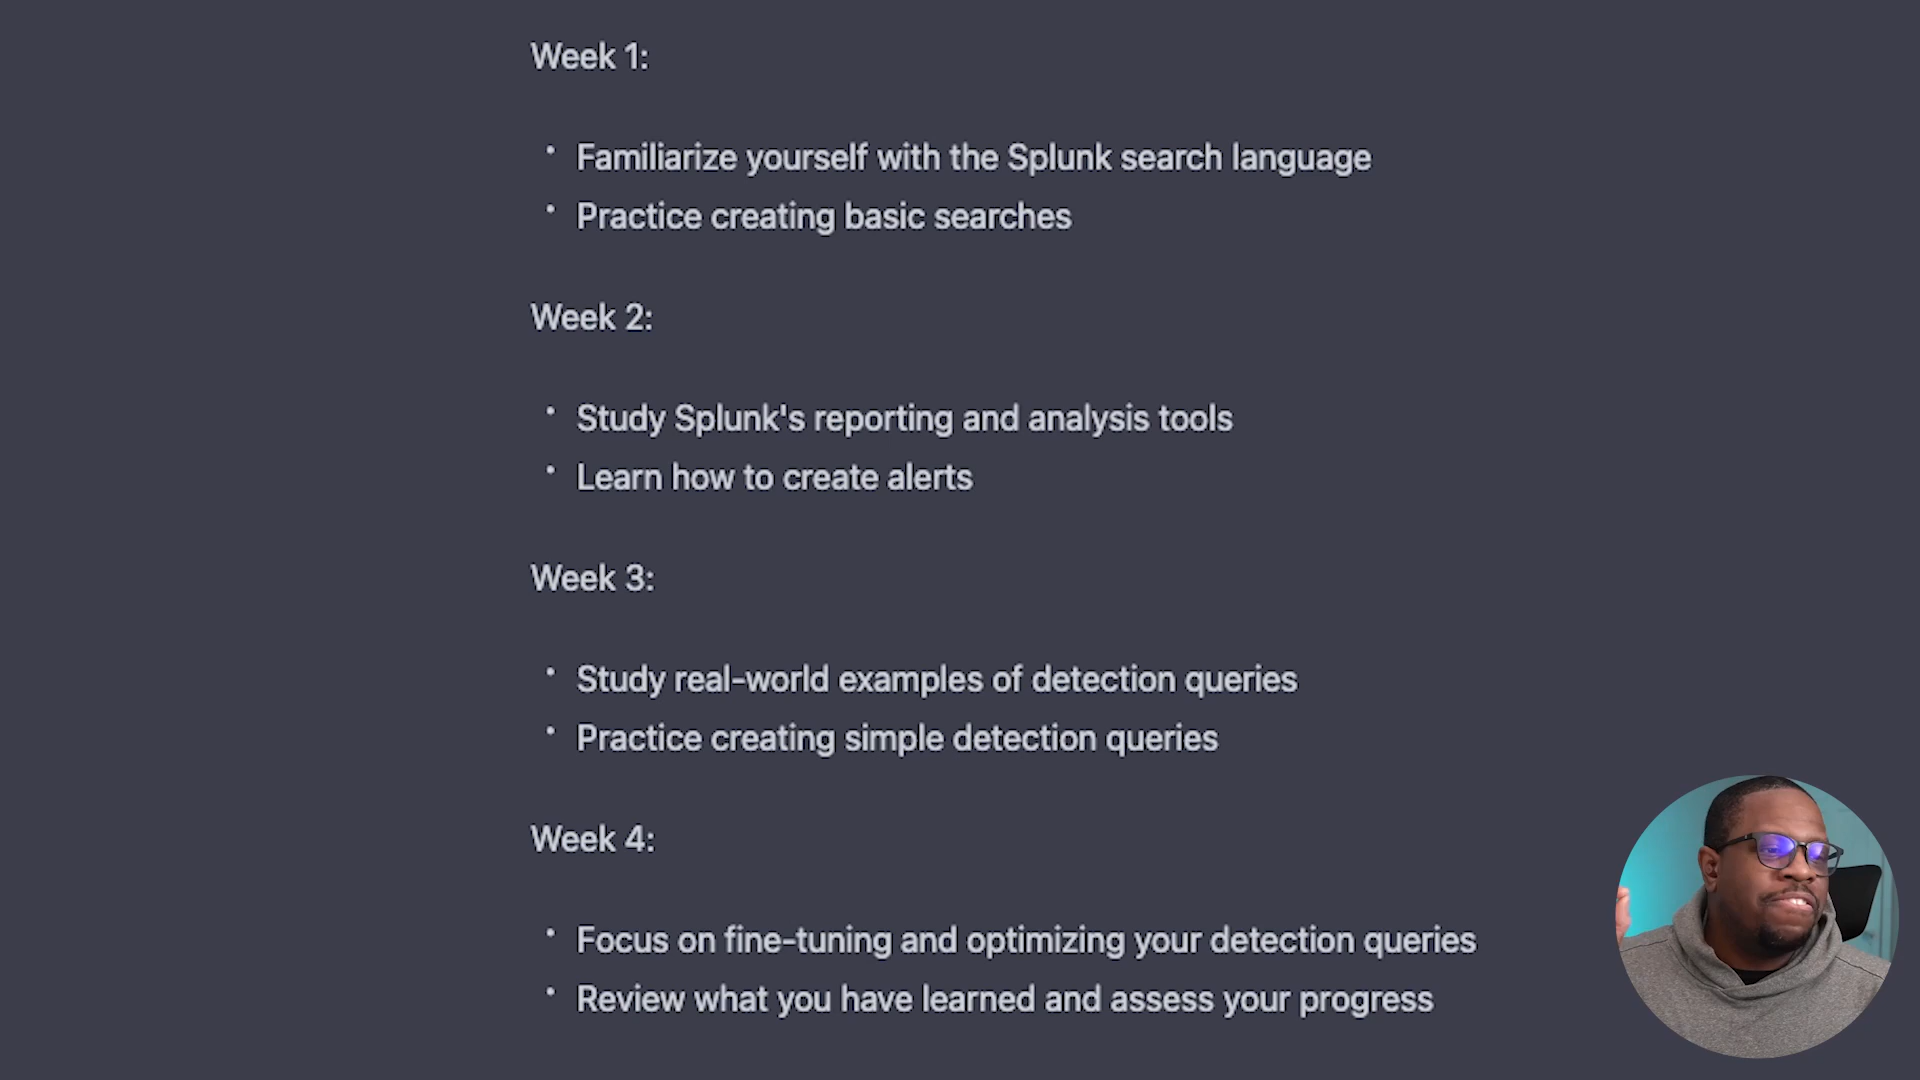 Week 1:
• Familiarize yourself with the Splunk search language
• Practice creating basic searches
Week 2:
• Study Splunk's reporting and analysis tools
• Learn how to create alerts
Week 3:
• Study real-world examples of detection queries
• Practice creating simple detection queries
Week 4:
• Focus on fine-tuning and optimizing your detection queries
• Review what you have learned and assess your progress